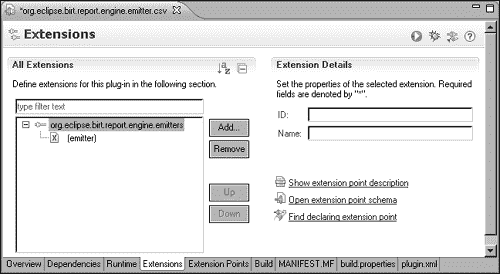 *org.eclipse.birt.report.engine.emitter.csv
Extensions
All Extensions
Define extensions for this plug-in in the following section.
type filter text
org.eclipse.birt.report.engine.emitters
(emitter)
Add...
Remove
Up
Down
Extension Details
Set the properties of the selected extension. Required
fields are denoted by "*".
ID:
Name:
Show extension point description
Open extension point schema
Find declaring extension point
Overview Dependencies Runtime Extensions Extension Points Build MANIFEST.MF build.properties plugin.xml